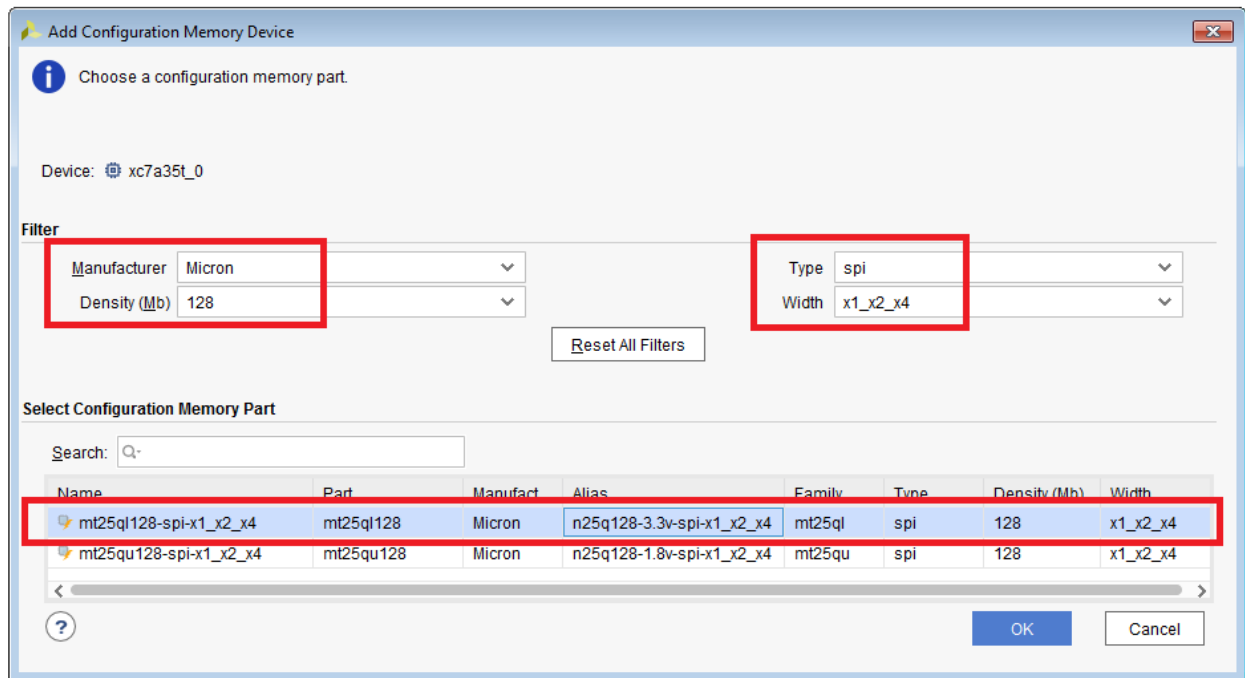 Add Configuration Memory Device
Choose a configuration memory part.
Device: xc7a35t_0
Filter
Manufacturer Micron Type spi
Density (Mb) 128 Width x1_x2_x4
Reset All Filters
Select Configuration Memory Part
Search:
Name Part Manufact... Alias Family Type Density (Mb) Width
mt25ql128-spi-x1_x2_x4 mt25ql128 Micron n25q128-3.3v-spi-x1_x2_x4 mt25ql spi 128 x1_x2_x4
mt25qu128-spi-x1_x2_x4 mt25qu128 Micron n25q128-1.8v-spi-x1_x2_x4 mt25qu spi 128 x1_x2_x4
? OK Cancel